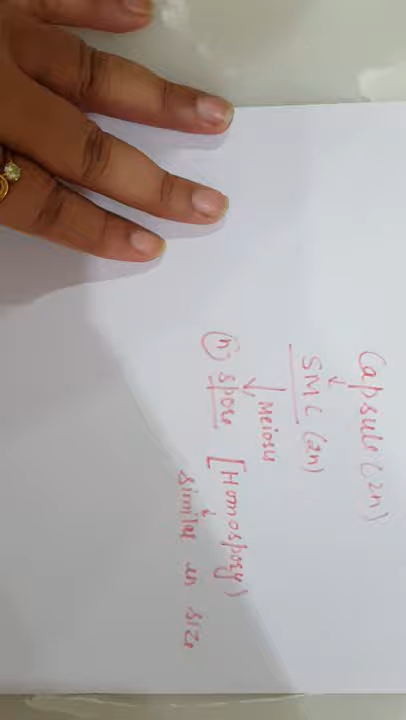 Capsule (2n)
↓
SMC (2n)
↓ Meiosis
(n) spore [Homospory)
↓
similar in size